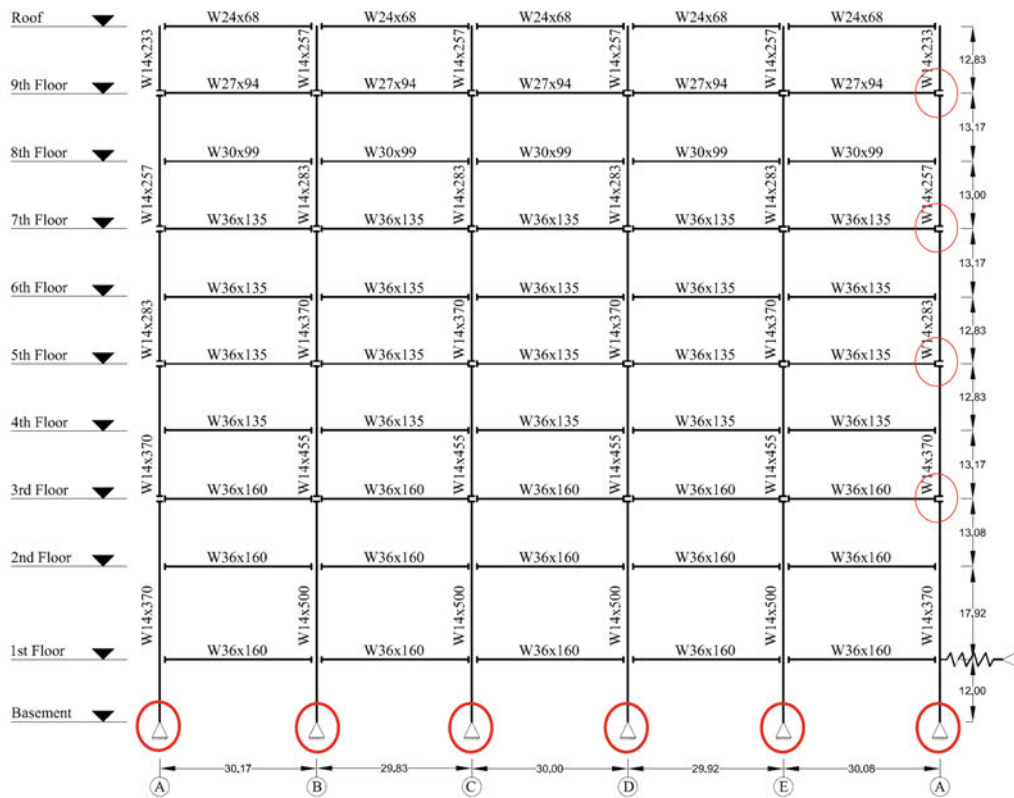 Roof W24x68 W24x68 W24x68 W24x68 W24x68
W14x233 W14x257 W14x257 W14x257 W14x257 W14x233 12.83
9th Floor W27x94 W27x94 W27x94 W27x94 W27x94
13.17
8th Floor W30x99 W30x99 W30x99 W30x99 W30x99
W14x257 W14x283 W14x283 W14x283 W14x283 W14x257 13.00
7th Floor W36x135 W36x135 W36x135 W36x135 W36x135
13.17
6th Floor W36x135 W36x135 W36x135 W36x135 W36x135
W14x283 W14x370 W14x370 W14x370 W14x370 W14x283 12.83
5th Floor W36x135 W36x135 W36x135 W36x135 W36x135
12.83
4th Floor W36x135 W36x135 W36x135 W36x135 W36x135
W14x370 W14x455 W14x455 W14x455 W14x455 W14x370 13.17
3rd Floor W36x160 W36x160 W36x160 W36x160 W36x160
13.08
2nd Floor W36x160 W36x160 W36x160 W36x160 W36x160
W14x370 W14x500 W14x500 W14x500 W14x500 W14x370 17.92
1st Floor W36x160 W36x160 W36x160 W36x160 W36x160
12.00
Basement
30.17 29.83 30.00 29.92 30.08
A B C D E A